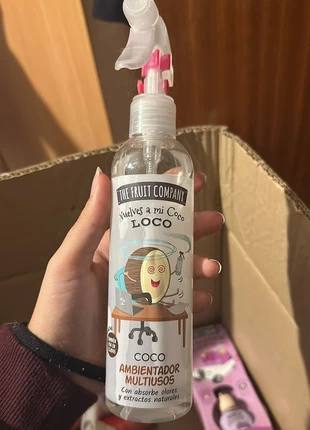 THE FRUIT COMPANY
Vuelves a mi Coco
LOCO
COCO
AMBIENTADOR
MULTIUSOS
Con absorbe olores
y extractos naturales